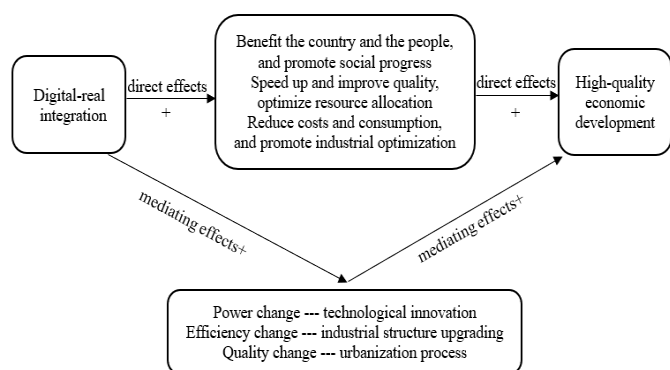 Digital-real
integration
direct effects
+
Benefit the country and the people,
and promote social progress
Speed up and improve quality,
optimize resource allocation
Reduce costs and consumption,
and promote industrial optimization
direct effects
+
High-quality
economic
development
mediating effects+
mediating effects+
Power change --- technological innovation
Efficiency change --- industrial structure upgrading
Quality change --- urbanization process